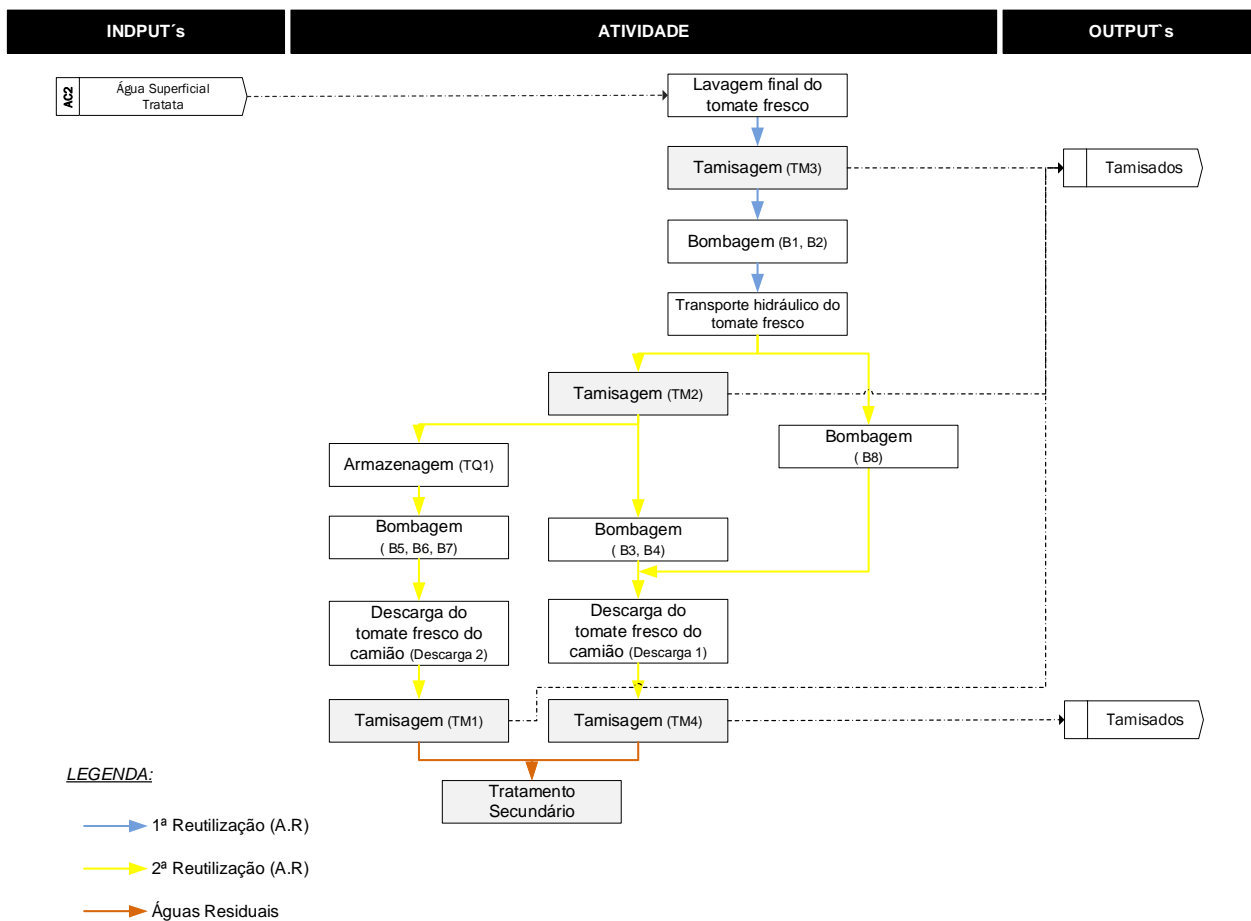 INDPUT´s
ATIVIDADE
OUTPUT`s
AC2
Água Superficial
Tratata
Lavagem final do
tomate fresco
Tamisagem (TM3)
Tamisados
Bombagem (B1, B2)
Transporte hidráulico do
tomate fresco
Tamisagem (TM2)
Bombagem
( B8)
Armazenagem (TQ1)
Bombagem
( B5, B6, B7)
Bombagem
( B3, B4)
Descarga do
tomate fresco do
camião (Descarga 2)
Descarga do
tomate fresco do
camião (Descarga 1)
Tamisagem (TM1)
Tamisagem (TM4)
Tamisados
Tratamento
Secundário
LEGENDA:
1ª Reutilização (A.R)
2ª Reutilização (A.R)
Águas Residuais